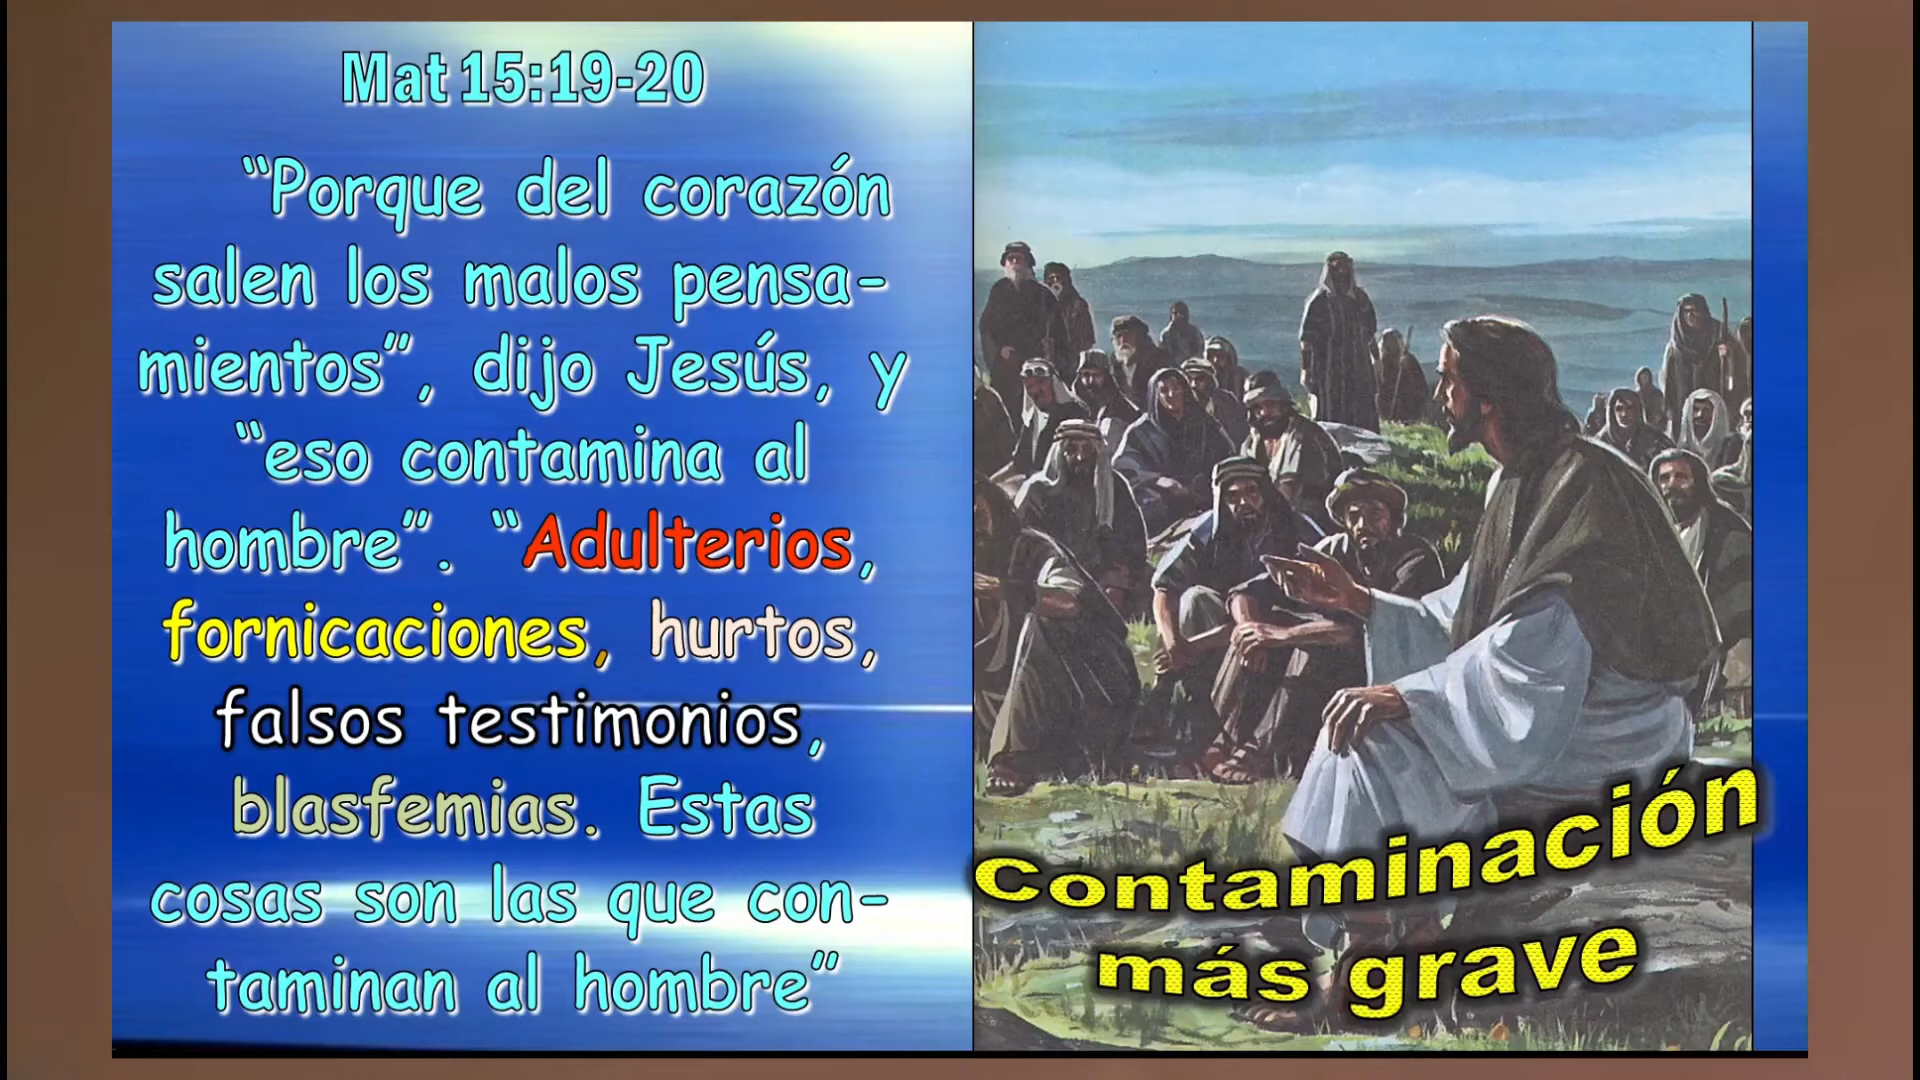 Mat 15:19-20
“Porque del corazón
salen los malos pensa-
mientos”, dijo Jesús, y
“eso contamina al
hombre”. “Adulterios,
fornicaciones, hurtos,
falsos testimonios,
blasfemias. Estas
cosas son las que con-
taminan al hombre”
Contaminación
más grave